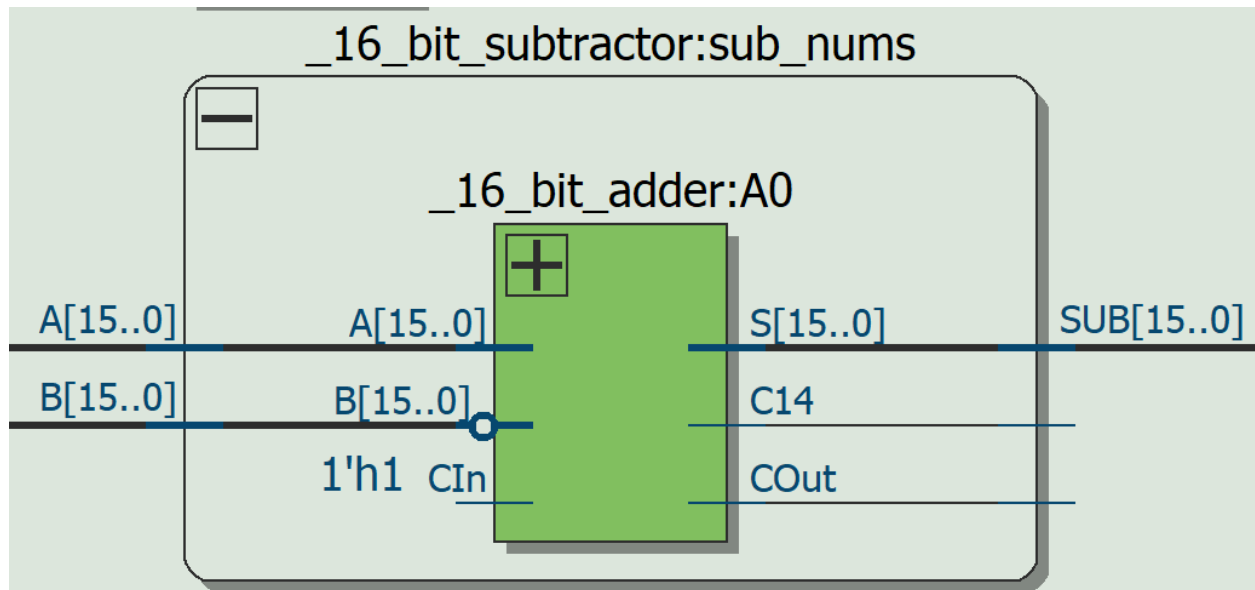 _16_bit_subtractor:sub_nums
_16_bit_adder:A0
A[15..0] A[15..0] S[15..0] SUB[15..0]
B[15..0] B[15..0] C14
1'h1 CIn COut